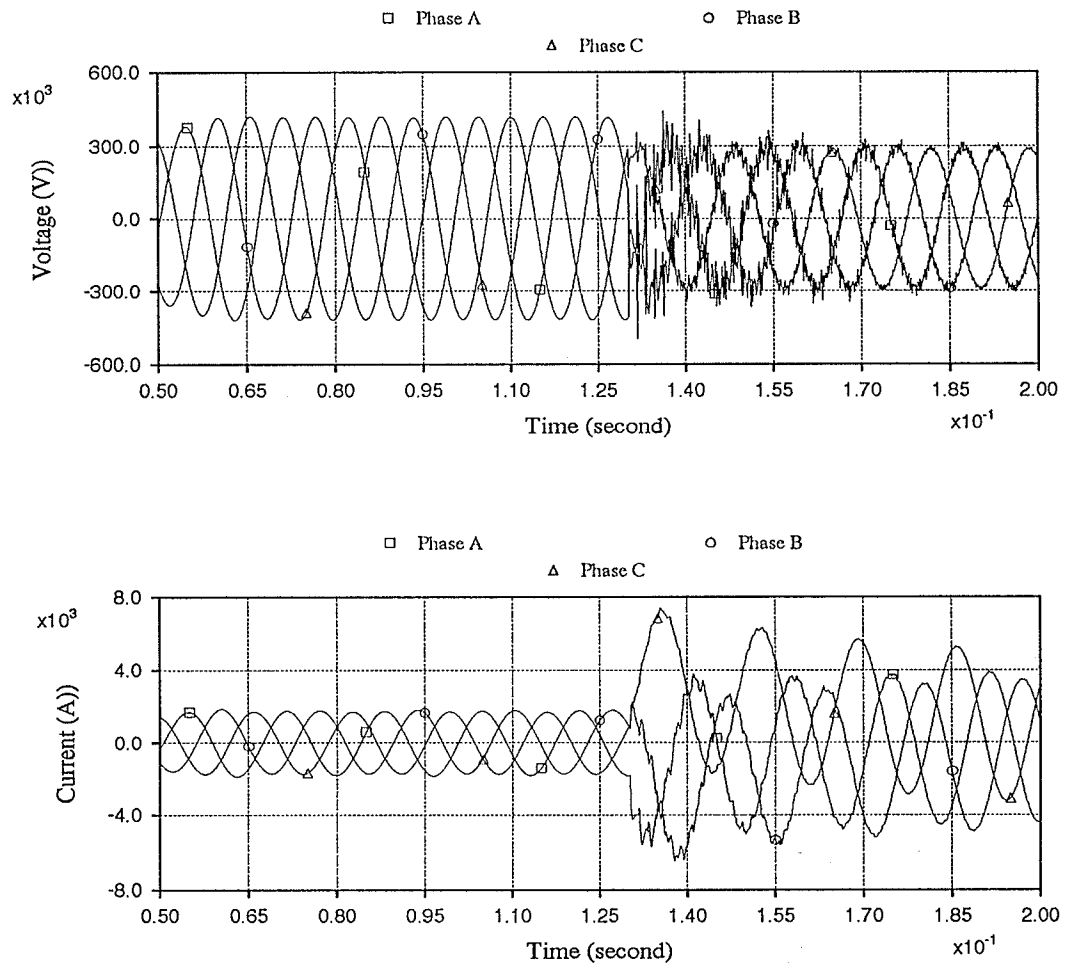 Phase A Phase B
Phase C
x10³
Voltage (V))
600.0
300.0
0.0
-300.0
-600.0
0.50 0.65 0.80 0.95 1.10 1.25 1.40 1.55 1.70 1.85 2.00
Time (second)
x10⁻¹
Phase A Phase B
Phase C
x10³
Current (A))
8.0
4.0
0.0
-4.0
-8.0
0.50 0.65 0.80 0.95 1.10 1.25 1.40 1.55 1.70 1.85 2.00
Time (second)
x10⁻¹